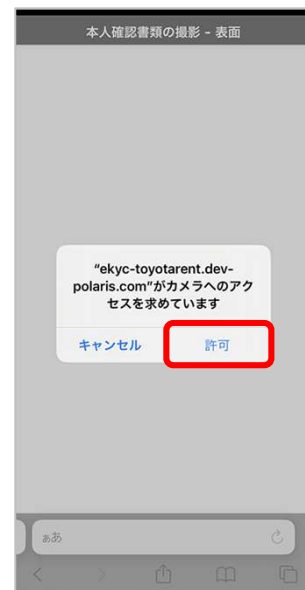 本人確認書類の撮影 - 表面
“ekyc-toyotarent.dev-
polaris.com”がカメラへのアク
セスを求めています
キャンセル 許可
ぁあ